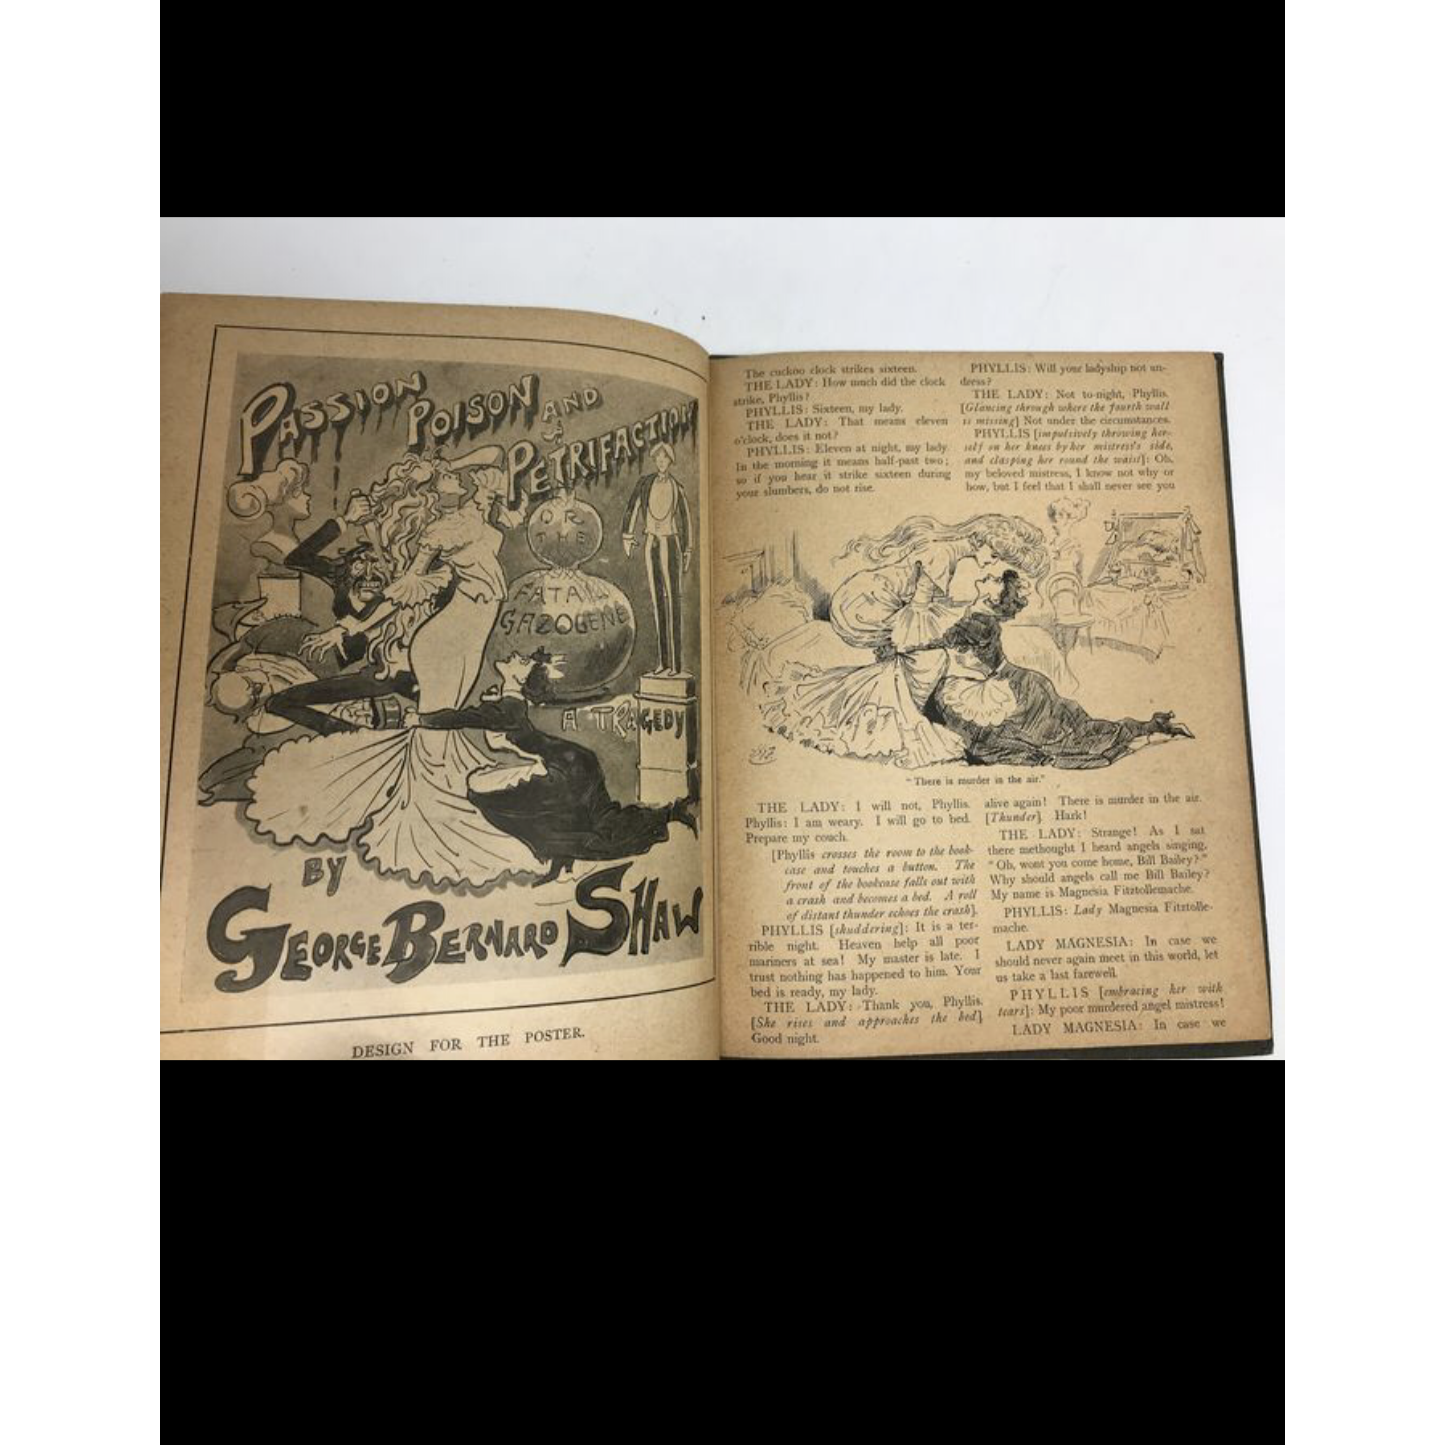 PASSION
POISON AND
PETRIFACTION
OR
THE
FATAL
GAZOGENE
A TRAGEDY
BY
GEORGE BERNARD SHAW
DESIGN FOR THE POSTER.
The cuckoo clock strikes sixteen.
THE LADY: How much did the clock
strike, Phyllis?
PHYLLIS: Sixteen, my lady.
THE LADY: That means eleven
o'clock, does it not?
PHYLLIS: Eleven at night, my lady.
In the morning it means half-past two;
so if you hear it strike sixteen during
your slumbers, do not rise.
THE LADY: I will not, Phyllis.
Phyllis: I am weary. I will go to bed.
Prepare my couch.
[Phyllis crosses the room to the book-
case and touches a button. The
front of the bookcase falls out with
a crash and becomes a bed. A roll
of distant thunder echoes the crash].
PHYLLIS [shuddering]: It is a ter-
rible night. Heaven help all poor
mariners at sea! My master is late. I
trust nothing has happened to him. Your
bed is ready, my lady.
THE LADY: Thank you, Phyllis.
[She rises and approaches the bed].
Good night.
PHYLLIS: Will your ladyship not un-
dress?
THE LADY: Not to-night, Phyllis.
[Glancing through where the fourth wall
is missing] Not under the circumstances.
PHYLLIS [impulsively throwing her-
self on her knees by her mistress's side,
and clasping her round the waist]: Oh,
my beloved mistress, I know not why or
how, but I feel that I shall never see you
"There is murder in the air."
alive again! There is murder in the air.
[Thunder]. Hark!
THE LADY: Strange! As I sat
there methought I heard angels singing,
"Oh, wont you come home, Bill Bailey?"
Why should angels call me Bill Bailey?
My name is Magnesia Fitztollemache.
PHYLLIS: Lady Magnesia Fitztolle-
mache.
LADY MAGNESIA: In case we
should never again meet in this world, let
us take a last farewell.
PHYLLIS [embracing her with
tears]: My poor murdered angel mistress!
LADY MAGNESIA: In case we